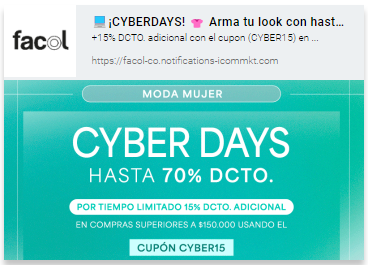 facol
¡CYBERDAYS! Arma tu look con hast...
+15% DCTO. adicional con el cupon (CYBER15) en ...
https://facol-co.notifications-icommkt.com
MODA MUJER
CYBER DAYS
HASTA 70% DCTO.
POR TIEMPO LIMITADO 15% DCTO. ADICIONAL
EN COMPRAS SUPERIORES A $150.000 USANDO EL
CUPÓN CYBER15